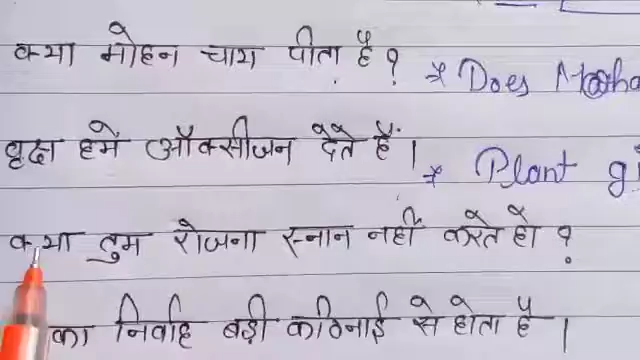 क्या मोहन चाय पीता है? * Does
वृक्ष हमें ऑक्सीजन देते हैं। * Plant
क्या तुम रोजना स्नान नहीं करते हो ?
का निर्वाह बड़ी कठिनाई से होता है।